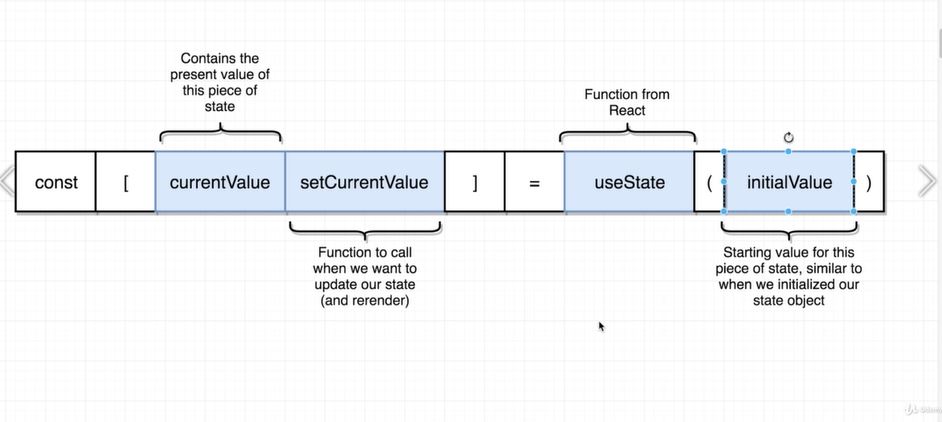 Contains the
present value of
this piece of
state
Function from
React
const [ currentValue setCurrentValue ] = useState ( initialValue )
Function to call
when we want to
update our state
(and rerender)
Starting value for this
piece of state, similar to
when we initialized our
state object
Udemy